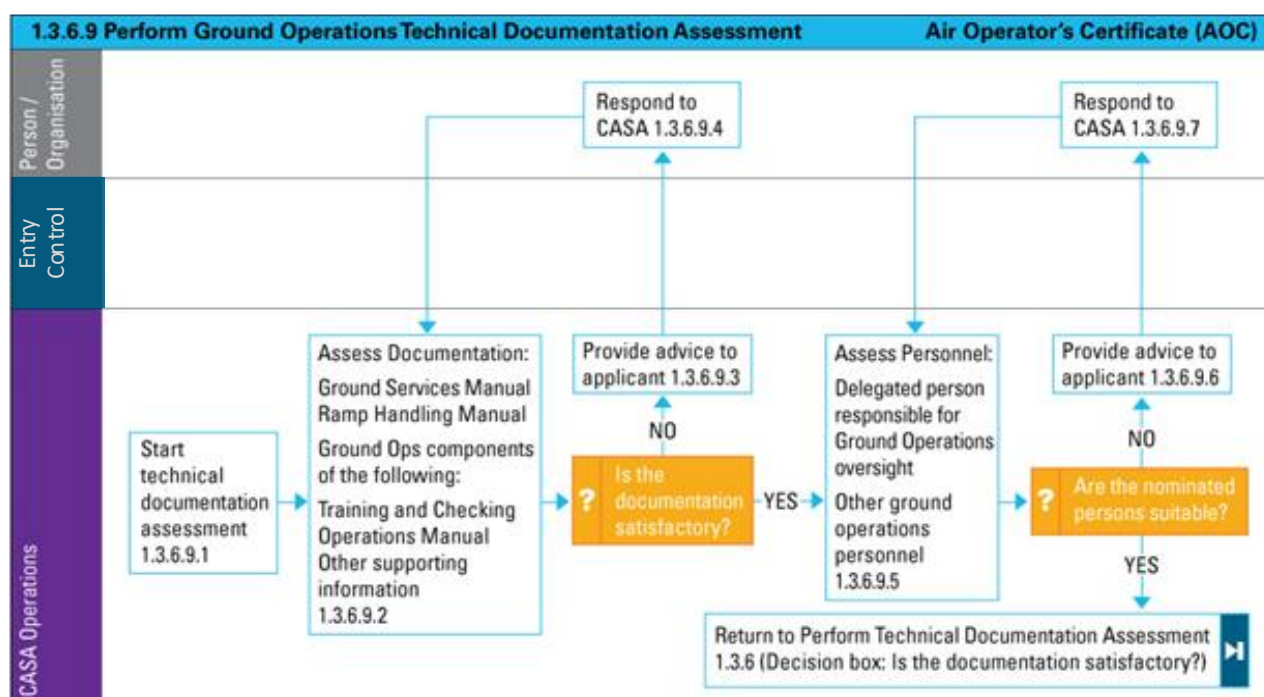 1.3.6.9 Perform Ground Operations Technical Documentation Assessment
Air Operator's Certificate (AOC)
Person /
Organisation
Respond to
CASA 1.3.6.9.4
Respond to
CASA 1.3.6.9.7
Entry
Control
CASA Operations
Start
technical
documentation
assessment
1.3.6.9.1
Assess Documentation:
Ground Services Manual
Ramp Handling Manual
Ground Ops components
of the following:
Training and Checking
Operations Manual
Other supporting
information
1.3.6.9.2
Provide advice to
applicant 1.3.6.9.3
NO
?
Is the
documentation
satisfactory?
YES
Assess Personnel:
Delegated person
responsible for
Ground Operations
oversight
Other ground
operations
personnel
1.3.6.9.5
Provide advice to
applicant 1.3.6.9.6
NO
?
Are the nominated
persons suitable?
YES
Return to Perform Technical Documentation Assessment
1.3.6 (Decision box: Is the documentation satisfactory?)